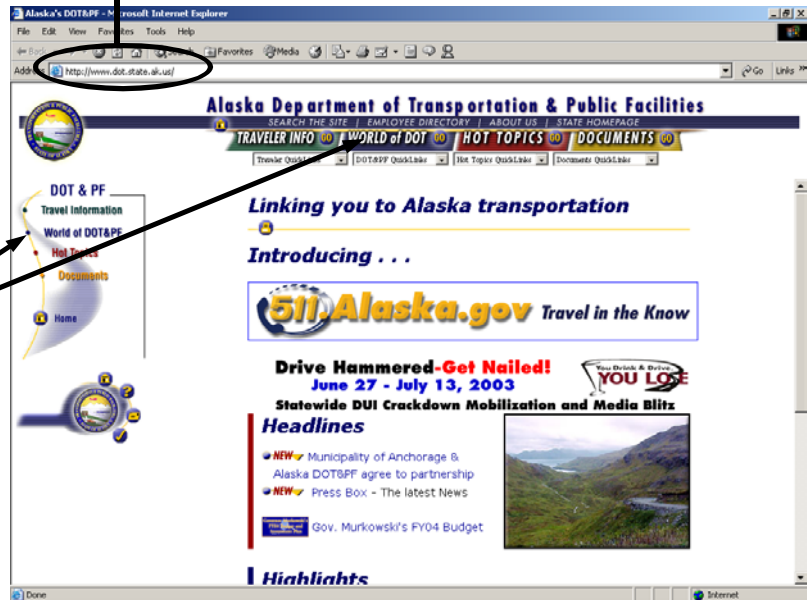 Alaska's DOT&PF - Microsoft Internet Explorer
File Edit View Favorites Tools Help
Back Search Favorites Media
Address http://www.dot.state.ak.us/ Go Links »
Alaska Department of Transportation & Public Facilities
SEARCH THE SITE | EMPLOYEE DIRECTORY | ABOUT US | STATE HOMEPAGE
TRAVELER INFO GO WORLD of DOT GO HOT TOPICS GO DOCUMENTS GO
Traveler QuickLinks DOT&PF QuickLinks Hot Topics QuickLinks Documents QuickLinks
DOT & PF
Travel Information
World of DOT&PF
Hot Topics
Documents
Home
Linking you to Alaska transportation
Introducing . . .
511.Alaska.gov Travel in the Know
Drive Hammered-Get Nailed!
June 27 - July 13, 2003
You Drink & Drive.
YOU LOSE
Statewide DUI Crackdown Mobilization and Media Blitz
Headlines
NEW Municipality of Anchorage &
Alaska DOT&PF agree to partnership
NEW Press Box - The latest News
Gov. Murkowski's FY04 Budget
Highlights
Done Internet